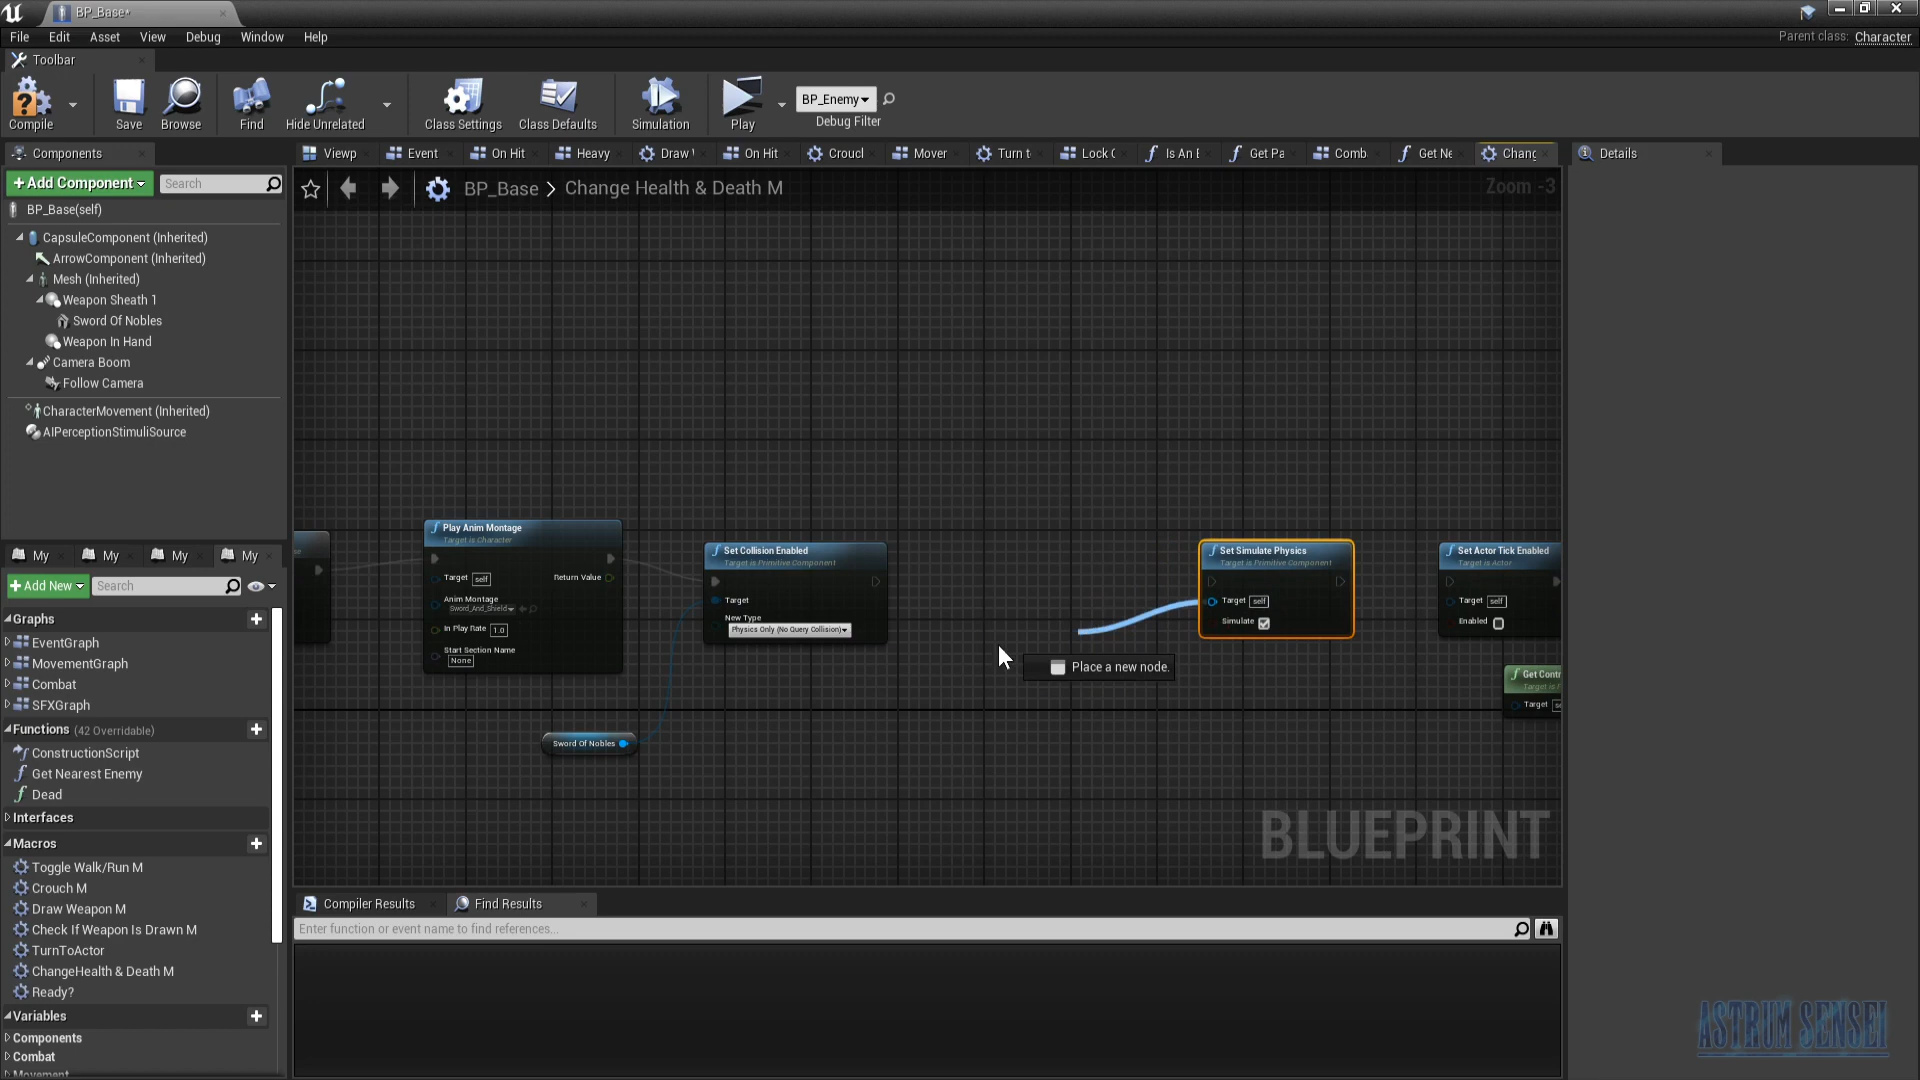 BP_Base*
File Edit Asset View Debug Window Help
Parent class: Character
Toolbar
Compile Save Browse Find Hide Unrelated Class Settings Class Defaults Simulation Play
BP_Enemy
Debug Filter
Components
Viewp Event On Hit Heavy Draw On Hit Croucl Mover Turn t Lock Is An E Get Pa Comb Get Ne Chang
Details
+Add Component
Search
BP_Base > Change Health & Death M
Zoom -3
BP_Base(self)
CapsuleComponent (Inherited)
ArrowComponent (Inherited)
Mesh (Inherited)
Weapon Sheath 1
Sword Of Nobles
Weapon In Hand
Camera Boom
Follow Camera
CharacterMovement (Inherited)
AIPerceptionStimuliSource
My My My My
+Add New
Search
Graphs
EventGraph
MovementGraph
Combat
SFXGraph
Functions (42 Overridable)
ConstructionScript
Get Nearest Enemy
Dead
Interfaces
Macros
Toggle Walk/Run M
Crouch M
Draw Weapon M
Check If Weapon Is Drawn M
TurnToActor
ChangeHealth & Death M
Ready?
Variables
Components
Combat
Movement
Play Anim Montage
Target is Character
Target self
Return Value
Anim Montage
Sword_And_Shield
In Play Rate 1.0
Start Section Name
None
Set Collision Enabled
Target is Primitive Component
Target
New Type
Physics Only (No Query Collision)
Sword Of Nobles
Place a new node.
Set Simulate Physics
Target is Primitive Component
Target self
Simulate
Set Actor Tick Enabled
Target is Actor
Target self
Enabled
Get Contr
Target is
Target se
BLUEPRINT
Compiler Results
Find Results
Enter function or event name to find references...
ASTRUM SENSEI